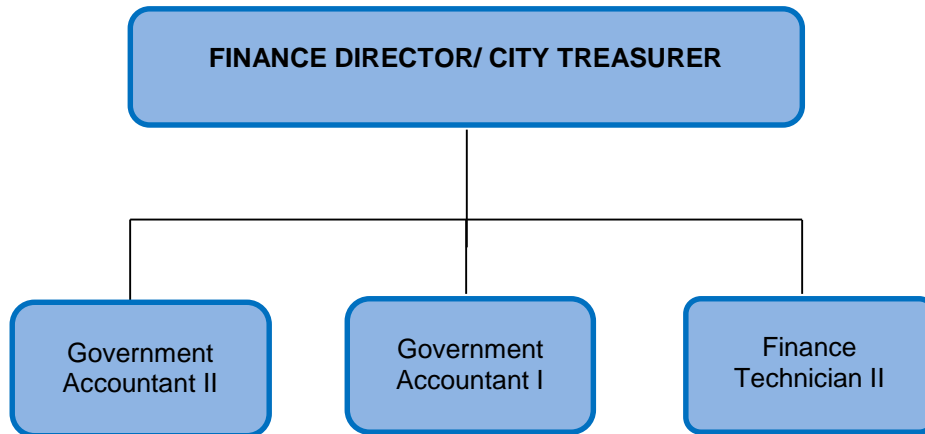 FINANCE DIRECTOR/ CITY TREASURER
Government
Accountant II
Government
Accountant I
Finance
Technician II